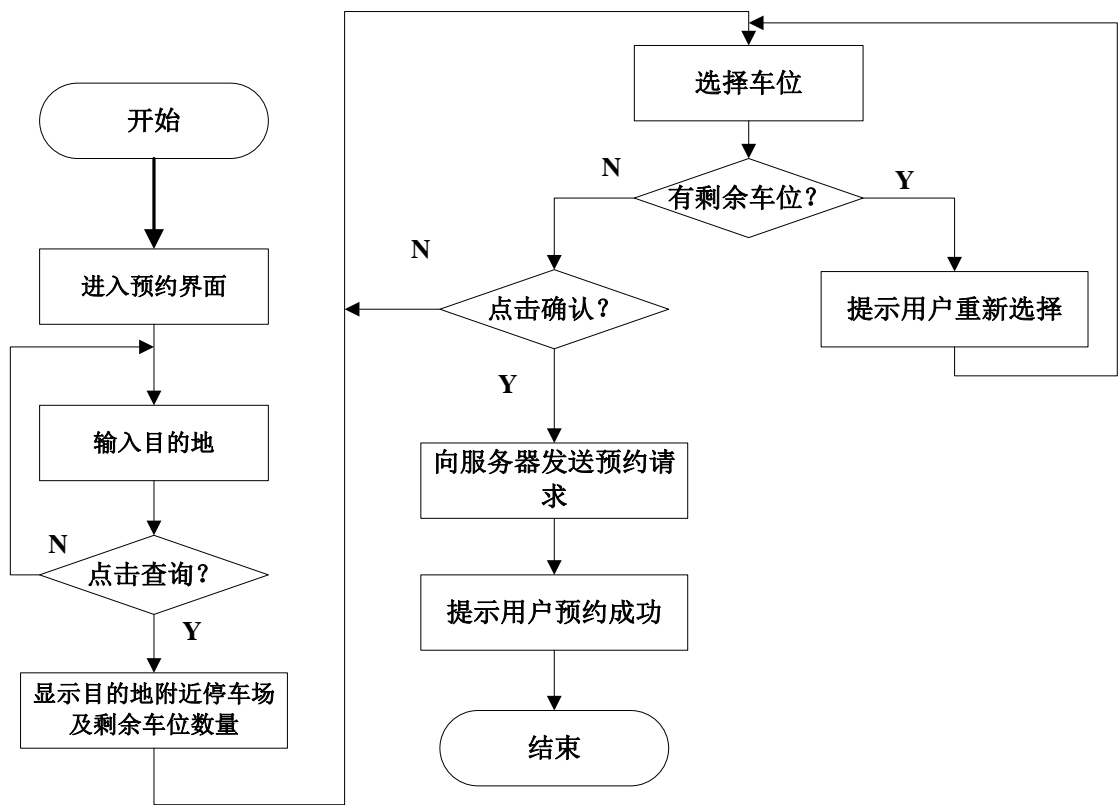 开始
进入预约界面
输入目的地
N
点击查询？
Y
显示目的地附近停车场
及剩余车位数量
选择车位
N
有剩余车位？
Y
N
点击确认？
提示用户重新选择
Y
向服务器发送预约请
求
提示用户预约成功
结束